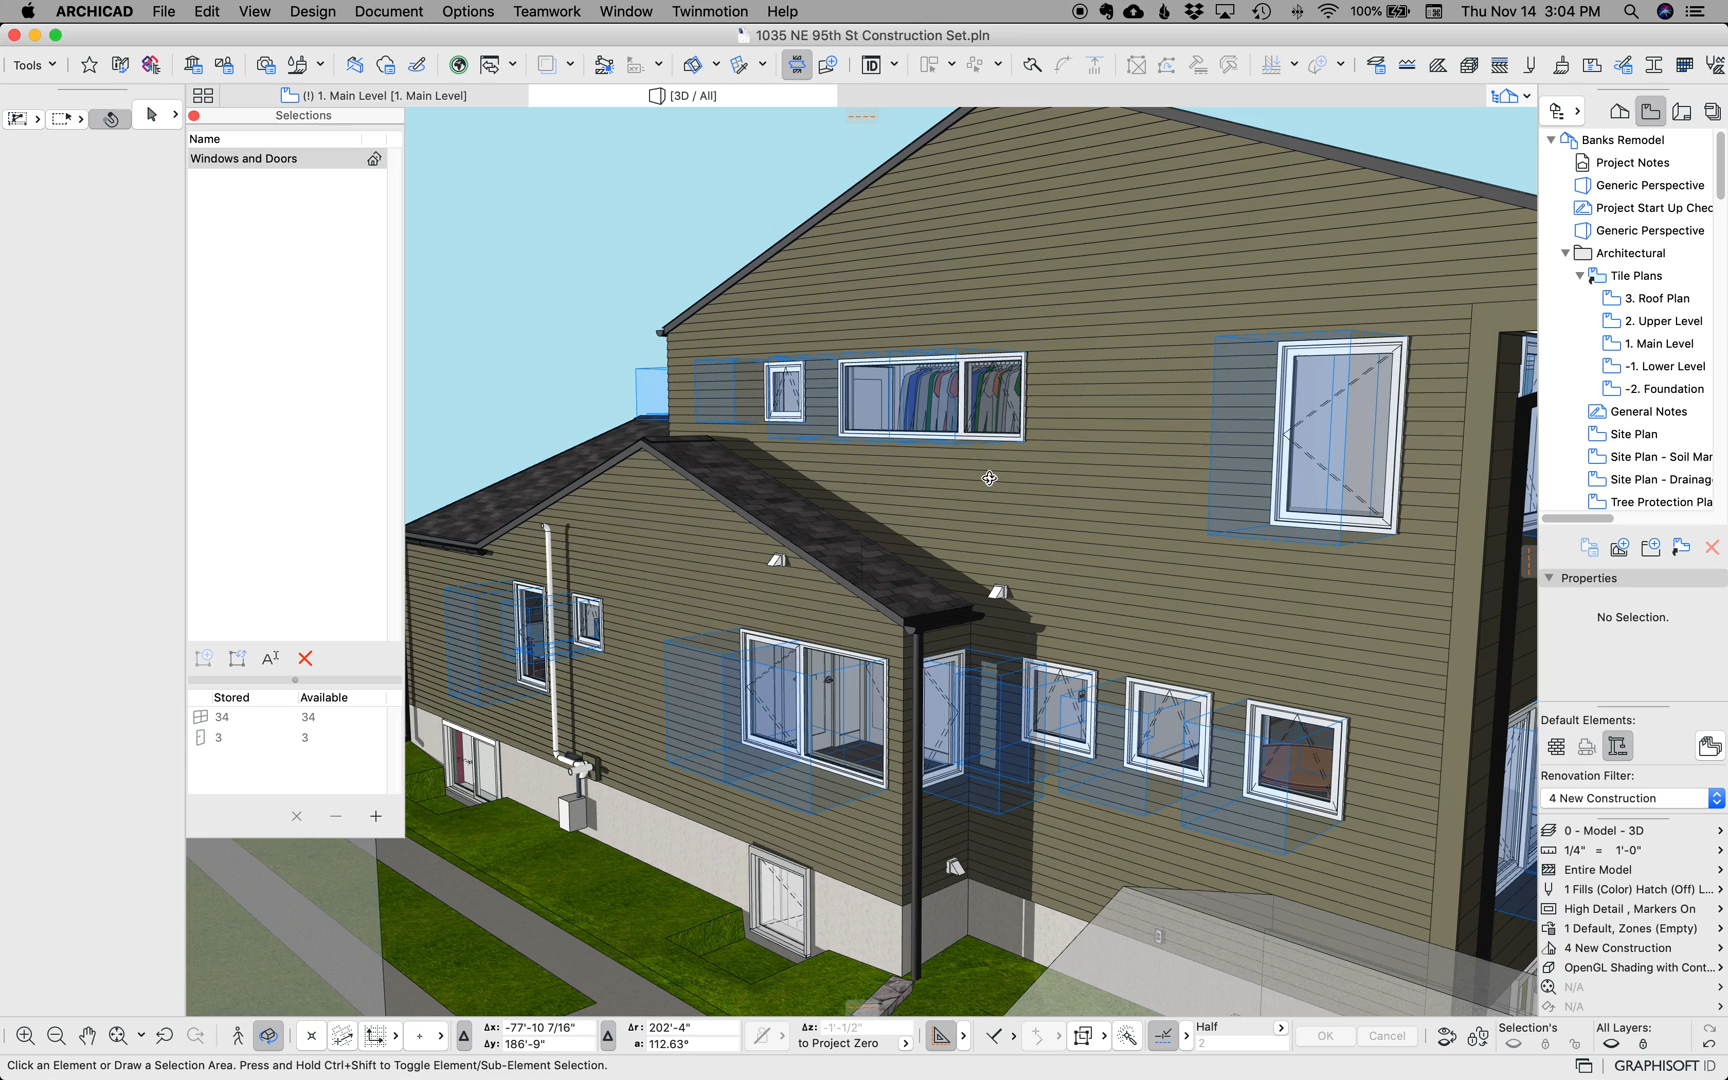 ARCHICAD File Edit View Design Document Options Teamwork Window Twinmotion Help 100% Thu Nov 14 3:04 PM
1035 NE 95th St Construction Set.pln
Tools
ID
(!) 1. Main Level [1. Main Level]
[3D / All]
Selections
Name
Windows and Doors
Stored Available
34 34
3 3
Banks Remodel
Project Notes
Generic Perspective
Project Start Up Chec
Generic Perspective
Architectural
Tile Plans
3. Roof Plan
2. Upper Level
1. Main Level
-1. Lower Level
-2. Foundation
General Notes
Site Plan
Site Plan - Soil Mar
Site Plan - Drainag
Tree Protection Pla
Properties
No Selection.
Default Elements:
Renovation Filter:
4 New Construction
0 - Model - 3D
1/4" = 1'-0"
Entire Model
1 Fills (Color) Hatch (Off) L...
High Detail , Markers On
1 Default, Zones (Empty)
4 New Construction
OpenGL Shading with Cont...
N/A
N/A
Δx: -77'-10 7/16"
Δy: 186'-9"
Δr: 202'-4"
a: 112.63°
Δz: -1'-1/2"
to Project Zero
Half
2
OK Cancel
Selection's
All Layers:
Click an Element or Draw a Selection Area. Press and Hold Ctrl+Shift to Toggle Element/Sub-Element Selection.
GRAPHISOFT ID